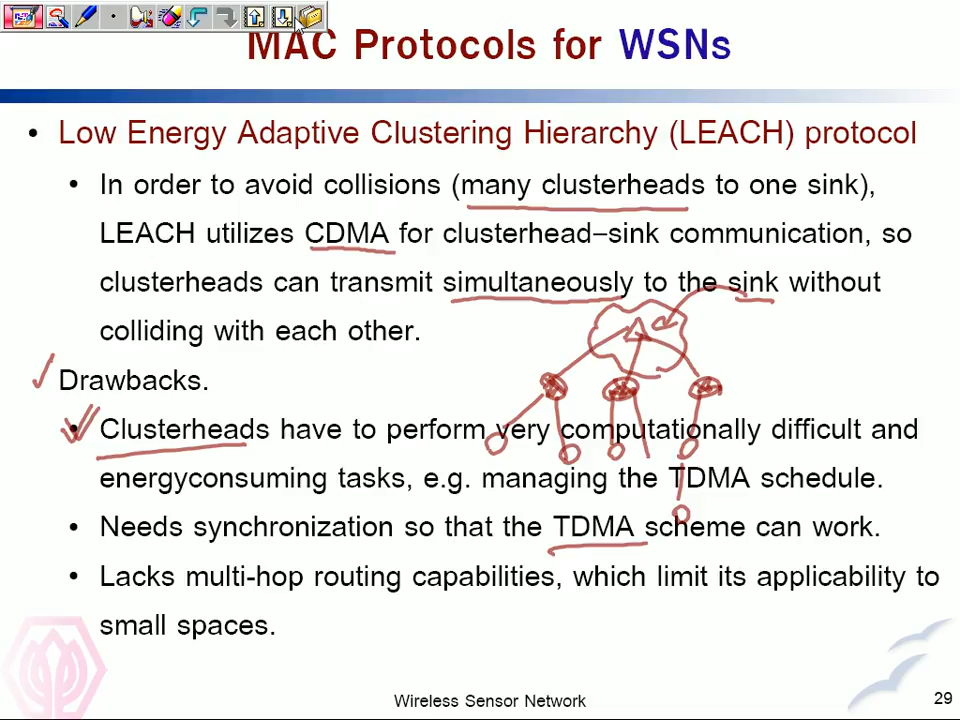 MAC Protocols for WSNs
• Low Energy Adaptive Clustering Hierarchy (LEACH) protocol
• In order to avoid collisions (many clusterheads to one sink),
LEACH utilizes CDMA for clusterhead–sink communication, so
clusterheads can transmit simultaneously to the sink without
colliding with each other.
Drawbacks.
• Clusterheads have to perform very computationally difficult and
energyconsuming tasks, e.g. managing the TDMA schedule.
• Needs synchronization so that the TDMA scheme can work.
• Lacks multi-hop routing capabilities, which limit its applicability to
small spaces.
Wireless Sensor Network
29